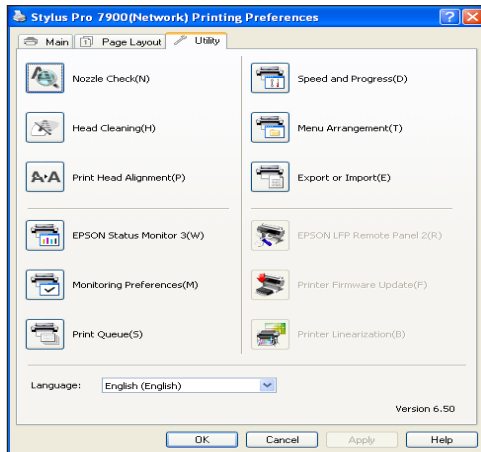 Stylus Pro 7900(Network) Printing Preferences
Main
Page Layout
Utility
Nozzle Check(N)
Speed and Progress(D)
Head Cleaning(H)
Menu Arrangement(T)
A·A
Print Head Alignment(P)
Export or Import(E)
EPSON Status Monitor 3(W)
EPSON LFP Remote Panel 2(R)
Monitoring Preferences(M)
Printer Firmware Update(F)
Print Queue(S)
Printer Linearization(B)
Language:
English (English)
Version 6.50
OK
Cancel
Apply
Help